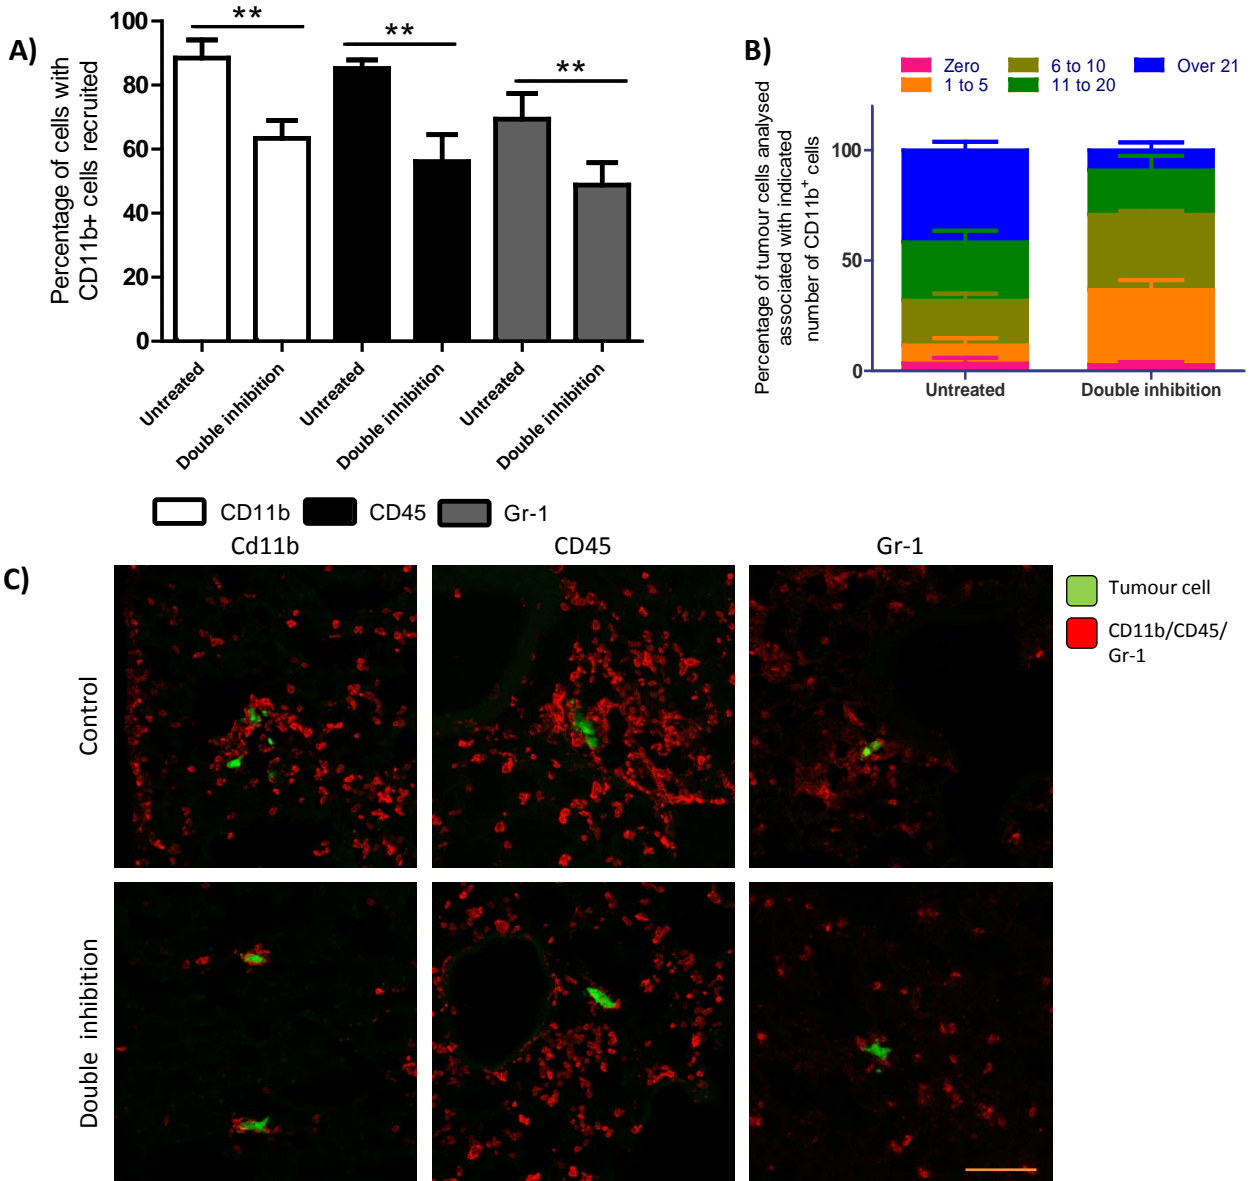 A)
Percentage of cells with
CD11b+ cells recruited
100
80
60
40
20
0
**
**
**
Untreated
Double inhibition
Untreated
Double inhibition
Untreated
Double inhibition
CD11b
CD45
Gr-1
B)
Zero
1 to 5
6 to 10
11 to 20
Over 21
Percentage of tumour cells analysed
associated with indicated
number of CD11b+ cells
100
50
0
Untreated
Double inhibition
C)
Cd11b
CD45
Gr-1
Control
Double inhibition
Tumour cell
CD11b/CD45/
Gr-1